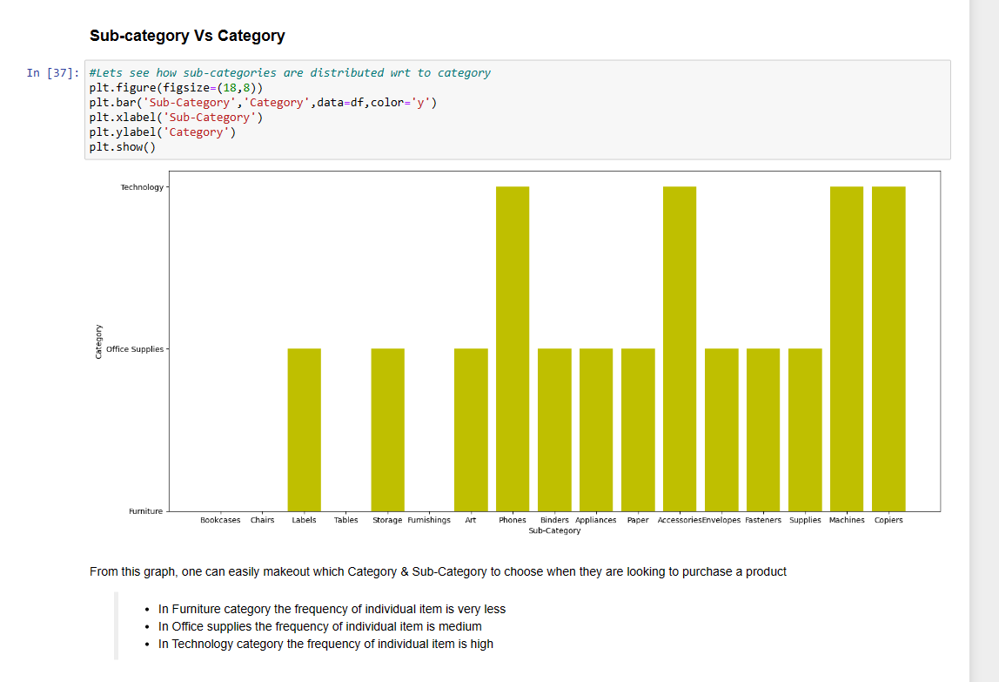 Sub-category Vs Category
In [37]: #Lets see how sub-categories are distributed wrt to category
plt.figure(figsize=(18,8))
plt.bar('Sub-Category','Category',data=df,color='y')
plt.xlabel('Sub-Category')
plt.ylabel('Category')
plt.show()
Technology
Category
Office Supplies
Furniture
Bookcases Chairs Labels Tables Storage Furnishings Art Phones Binders Appliances Paper Accessories Envelopes Fasteners Supplies Machines Copiers
Sub-Category
From this graph, one can easily makeout which Category & Sub-Category to choose when they are looking to purchase a product
• In Furniture category the frequency of individual item is very less
• In Office supplies the frequency of individual item is medium
• In Technology category the frequency of individual item is high